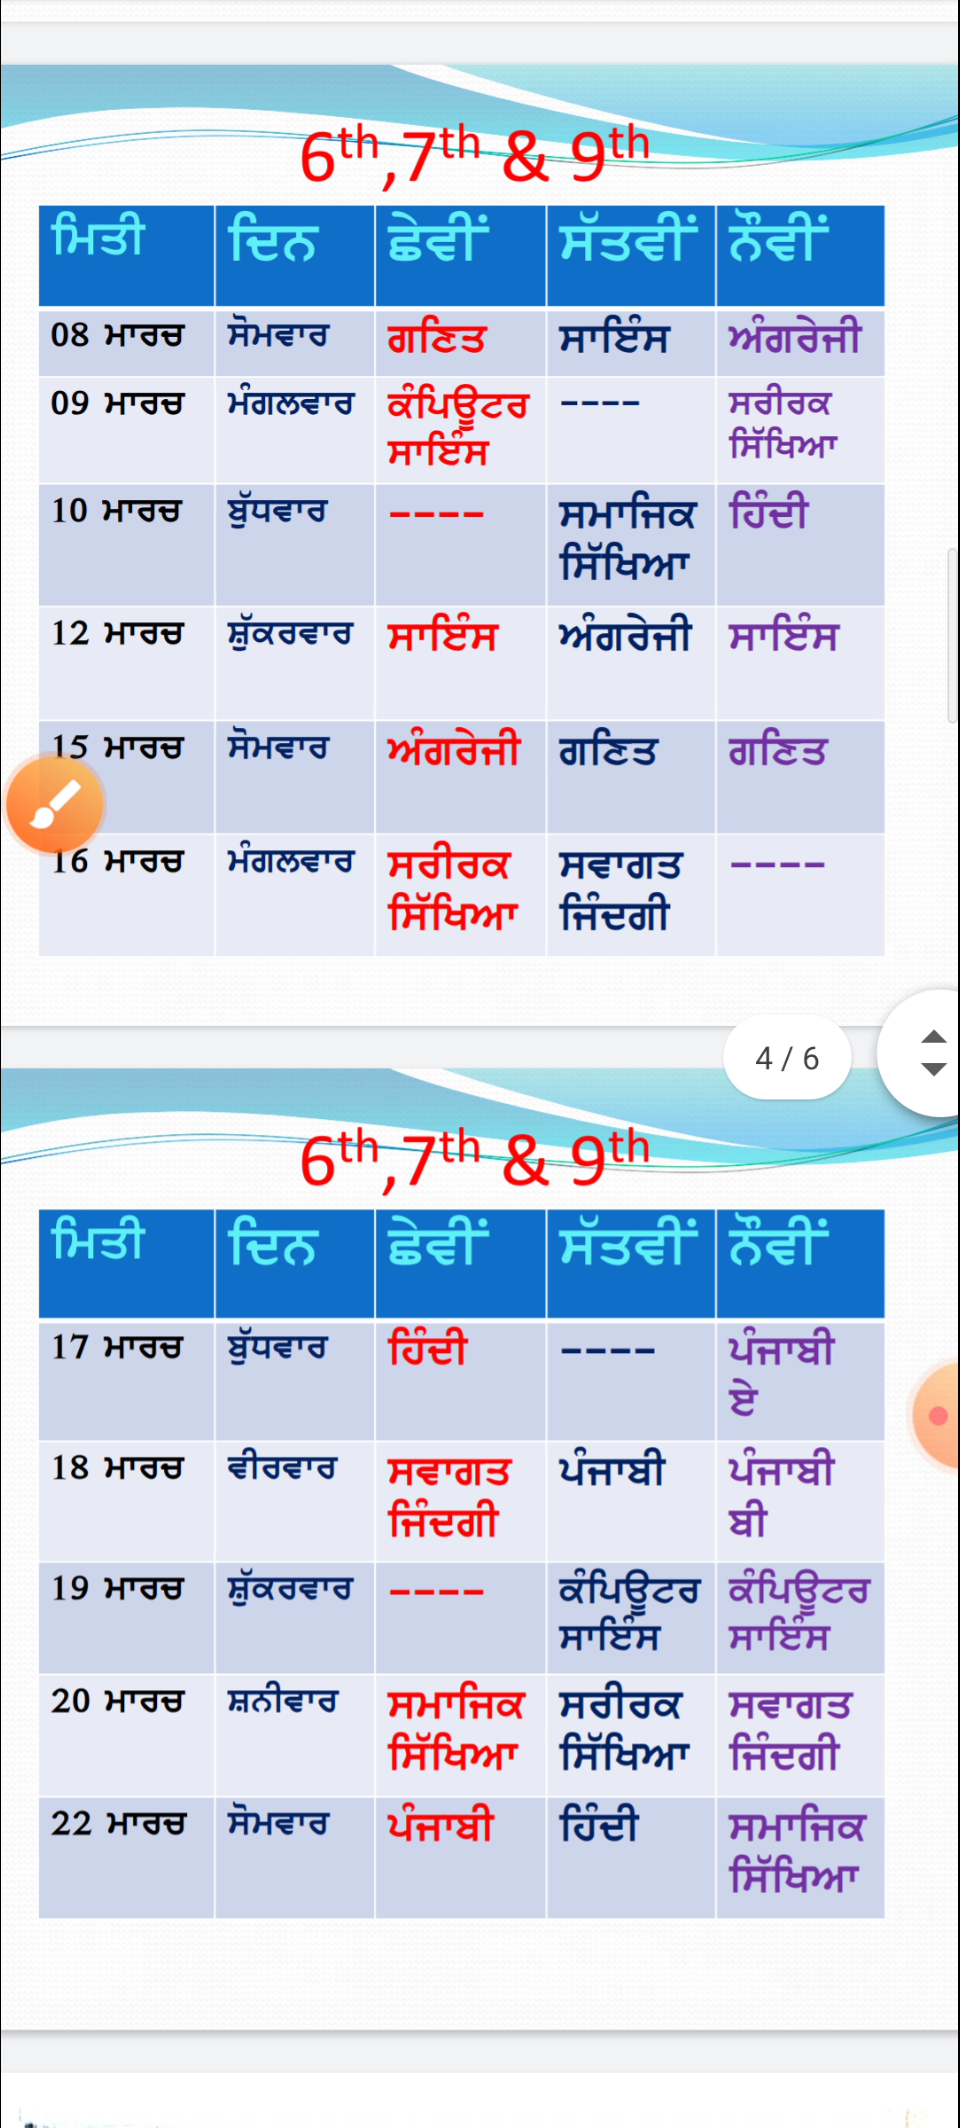 6th,7th & 9th
ਮਿਤੀ ਦਿਨ ਛੇਵੀਂ ਸੱਤਵੀਂ ਨੌਵੀਂ
08 ਮਾਰਚ ਸੋਮਵਾਰ ਗਣਿਤ ਸਾਇੰਸ ਅੰਗਰੇਜੀ
09 ਮਾਰਚ ਮੰਗਲਵਾਰ ਕੰਪਿਊਟਰ ---- ਸਰੀਰਕ
ਸਾਇੰਸ ਸਿੱਖਿਆ
10 ਮਾਰਚ ਬੁੱਧਵਾਰ ---- ਸਮਾਜਿਕ ਹਿੰਦੀ
ਸਿੱਖਿਆ
12 ਮਾਰਚ ਸ਼ੁੱਕਰਵਾਰ ਸਾਇੰਸ ਅੰਗਰੇਜੀ ਸਾਇੰਸ
15 ਮਾਰਚ ਸੋਮਵਾਰ ਅੰਗਰੇਜੀ ਗਣਿਤ ਗਣਿਤ
16 ਮਾਰਚ ਮੰਗਲਵਾਰ ਸਰੀਰਕ ਸਵਾਗਤ ----
ਸਿੱਖਿਆ ਜਿੰਦਗੀ
4 / 6
6th,7th & 9th
ਮਿਤੀ ਦਿਨ ਛੇਵੀਂ ਸੱਤਵੀਂ ਨੌਵੀਂ
17 ਮਾਰਚ ਬੁੱਧਵਾਰ ਹਿੰਦੀ ---- ਪੰਜਾਬੀ
ਏ
18 ਮਾਰਚ ਵੀਰਵਾਰ ਸਵਾਗਤ ਪੰਜਾਬੀ ਪੰਜਾਬੀ
ਜਿੰਦਗੀ ਬੀ
19 ਮਾਰਚ ਸ਼ੁੱਕਰਵਾਰ ---- ਕੰਪਿਊਟਰ ਕੰਪਿਊਟਰ
ਸਾਇੰਸ ਸਾਇੰਸ
20 ਮਾਰਚ ਸ਼ਨੀਵਾਰ ਸਮਾਜਿਕ ਸਰੀਰਕ ਸਵਾਗਤ
ਸਿੱਖਿਆ ਸਿੱਖਿਆ ਜਿੰਦਗੀ
22 ਮਾਰਚ ਸੋਮਵਾਰ ਪੰਜਾਬੀ ਹਿੰਦੀ ਸਮਾਜਿਕ
ਸਿੱਖਿਆ